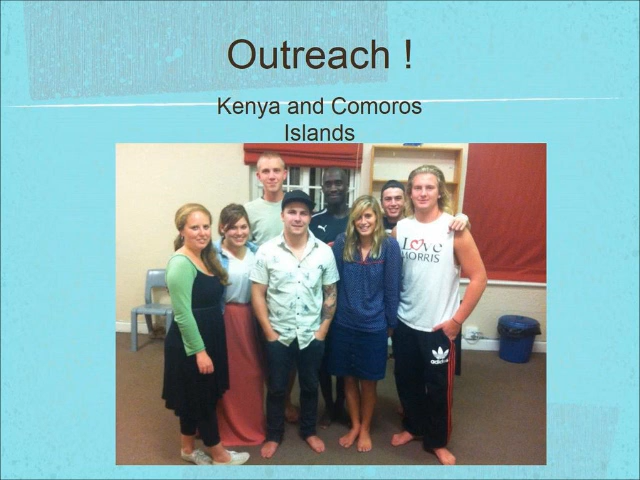 Outreach !
Kenya and Comoros
Islands
LOVE
MORRIS
adidas